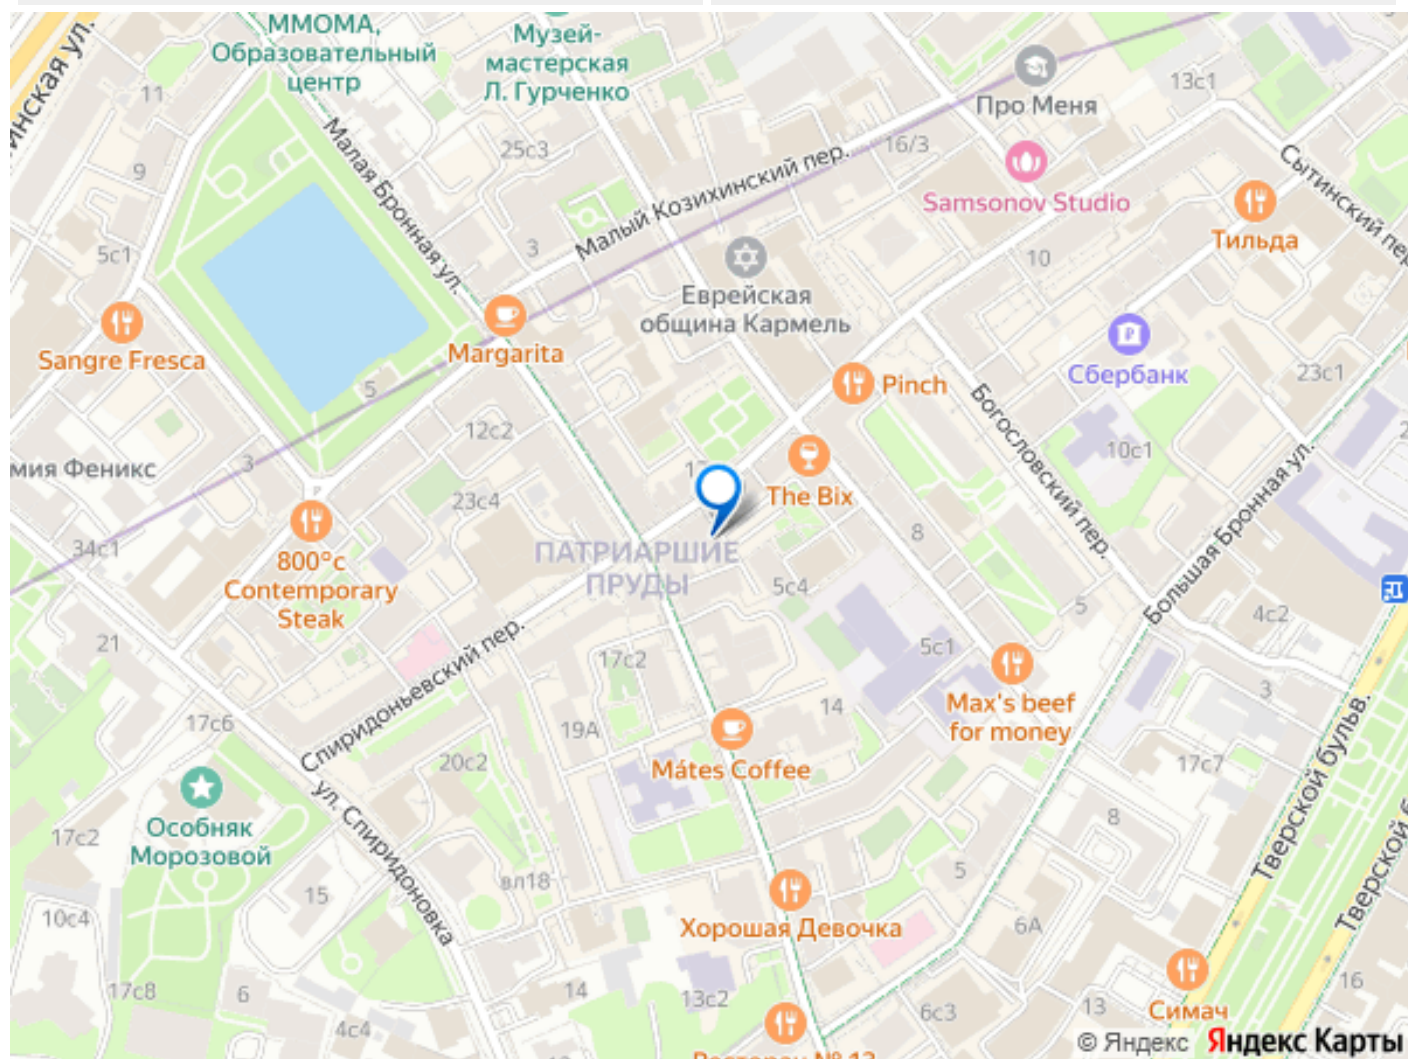 ММОМА,
Образовательный
центр
Музей-
мастерская
Л. Гурченко
Про Меня
13с1
11
Малая Бронная ул.
25с3
16/3
Сытинский пер.
9
Малый Козихинский пер.
Samsonov Studio
Тильда
3
5с1
10
Еврейская
община Кармель
Sangre Fresca
Margarita
Сбербанк
5
Pinch
23с1
12с2
Богословский пер.
10с1
3
The Bix
23с4
34с1
ПАТРИАРШИЕ
ПРУДЫ
8
800°c
Contemporary
Steak
5с4
5
4с2
Большая Бронная ул.
21
Спиридоньевский пер.
17с2
5с1
3
Max's beef
for money
17с6
19А
14
20с2
Mátes Coffee
17с7
Тверской бульв.
Особняк
Морозовой
17с2
ул. Спиридоновка
8
15
вл18
5
10с4
Хорошая Девочка
6А
17с8
6
14
13с2
4с4
6с3
13
16
Симач
© Яндекс Яндекс Карты